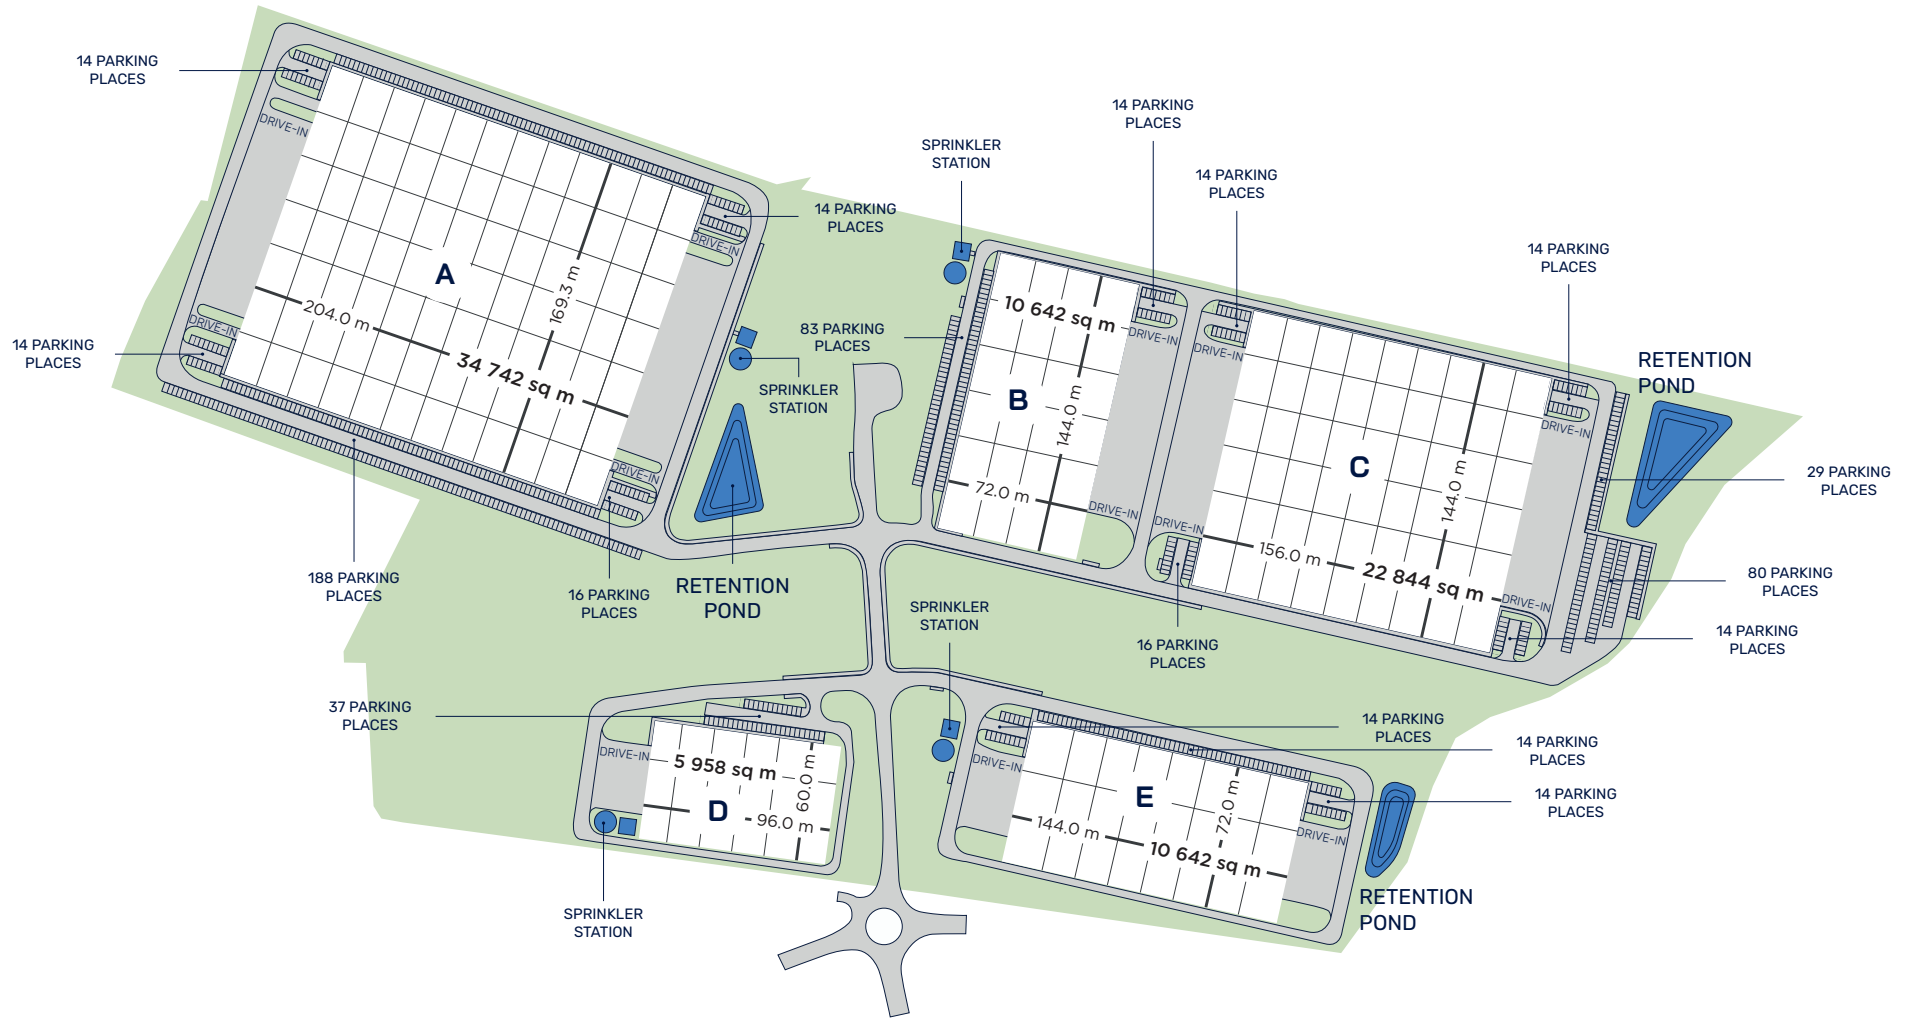 14 PARKING
PLACES
DRIVE-IN
14 PARKING
PLACES
DRIVE-IN
A
204.0 m
169.3 m
34 742 sq m
DRIVE-IN
14 PARKING
PLACES
DRIVE-IN
188 PARKING
PLACES
16 PARKING
PLACES
SPRINKLER
STATION
RETENTION
POND
SPRINKLER
STATION
83 PARKING
PLACES
14 PARKING
PLACES
10 642 sq m
DRIVE-IN
B
144.0 m
72.0 m
DRIVE-IN
14 PARKING
PLACES
DRIVE-IN
14 PARKING
PLACES
DRIVE-IN
C
144.0 m
156.0 m
22 844 sq m
DRIVE-IN
DRIVE-IN
16 PARKING
PLACES
RETENTION
POND
29 PARKING
PLACES
80 PARKING
PLACES
14 PARKING
PLACES
37 PARKING
PLACES
DRIVE-IN
5 958 sq m
60.0 m
D
96.0 m
SPRINKLER
STATION
SPRINKLER
STATION
14 PARKING
PLACES
14 PARKING
PLACES
14 PARKING
PLACES
DRIVE-IN
E
72.0 m
144.0 m
10 642 sq m
DRIVE-IN
RETENTION
POND